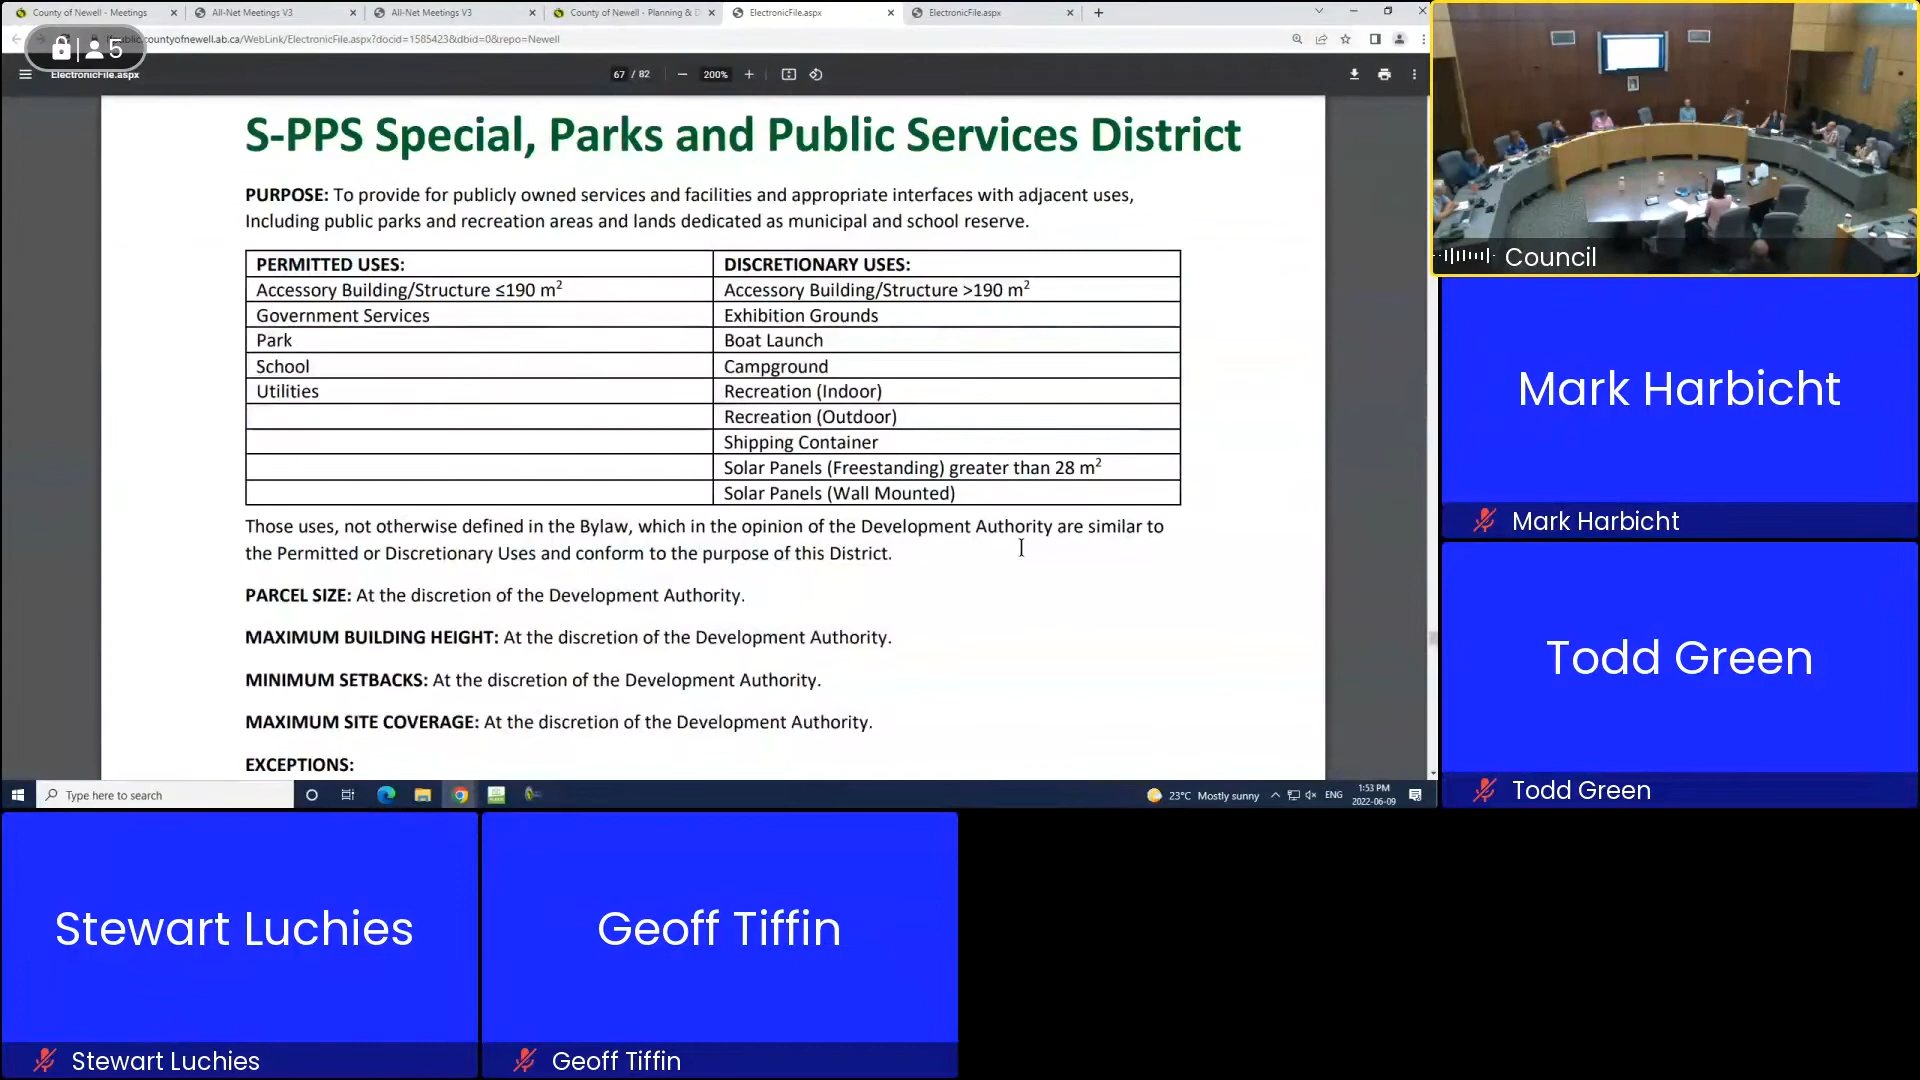 County of Newell - Meetings
All-Net Meetings V3
All-Net Meetings V3
County of Newell - Planning & D
ElectronicFile.aspx
ElectronicFile.aspx
5
countyofnewell.ab.ca/WebLink/ElectronicFile.aspx?docid=1585423&dbid=0&repo=Newell
ElectronicFile.aspx
67 / 82
200%
S-PPS Special, Parks and Public Services District
PURPOSE: To provide for publicly owned services and facilities and appropriate interfaces with adjacent uses,
Including public parks and recreation areas and lands dedicated as municipal and school reserve.
PERMITTED USES: DISCRETIONARY USES:
Accessory Building/Structure ≤190 m² Accessory Building/Structure >190 m²
Government Services Exhibition Grounds
Park Boat Launch
School Campground
Utilities Recreation (Indoor)
Recreation (Outdoor)
Shipping Container
Solar Panels (Freestanding) greater than 28 m²
Solar Panels (Wall Mounted)
Those uses, not otherwise defined in the Bylaw, which in the opinion of the Development Authority are similar to
the Permitted or Discretionary Uses and conform to the purpose of this District.
PARCEL SIZE: At the discretion of the Development Authority.
MAXIMUM BUILDING HEIGHT: At the discretion of the Development Authority.
MINIMUM SETBACKS: At the discretion of the Development Authority.
MAXIMUM SITE COVERAGE: At the discretion of the Development Authority.
EXCEPTIONS:
Type here to search
23°C Mostly sunny
ENG
1:53 PM
2022-06-09
Council
Mark Harbicht
Mark Harbicht
Todd Green
Todd Green
Stewart Luchies
Stewart Luchies
Geoff Tiffin
Geoff Tiffin